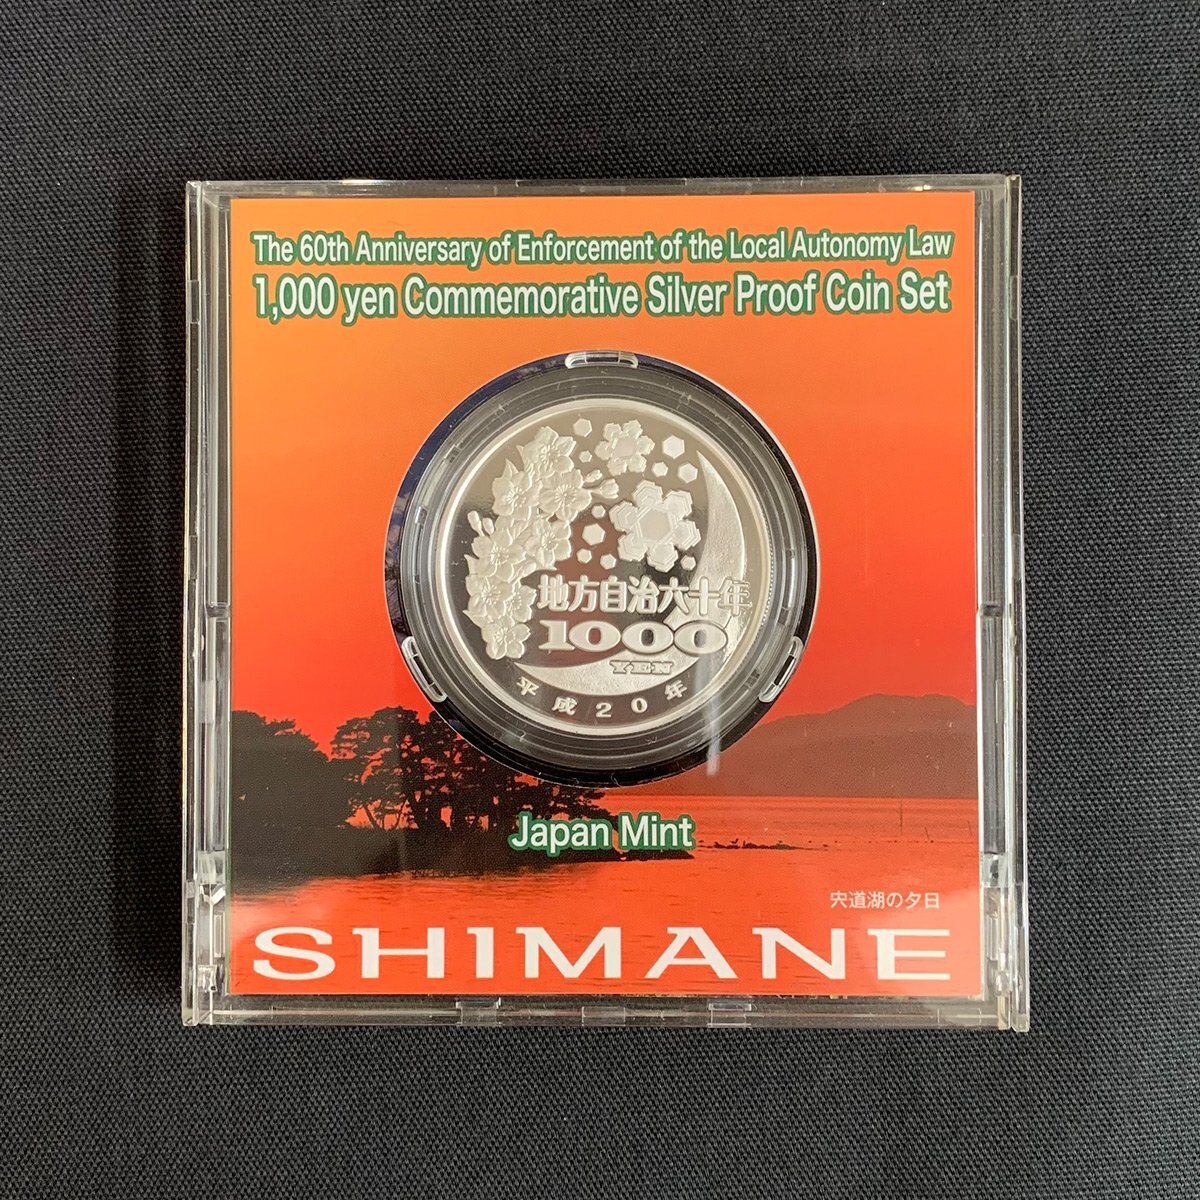 The 60th Anniversary of Enforcement of the Local Autonomy Law
1,000 yen Commemorative Silver Proof Coin Set
地方自治六十年
1000
YEN
平成20年
Japan Mint
宍道湖の夕日
SHIMANE